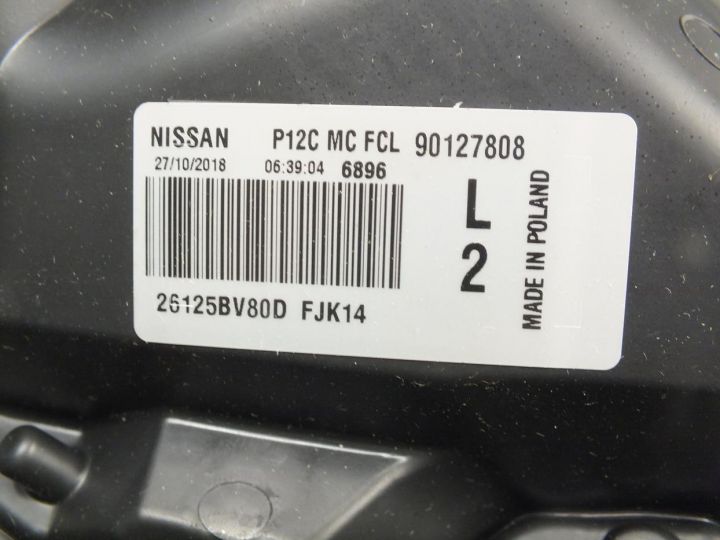 NISSAN P12C MC FCL 90127808
27/10/2018 06:39:04 6896
L
2
MADE IN POLAND
26125BV80D FJK14